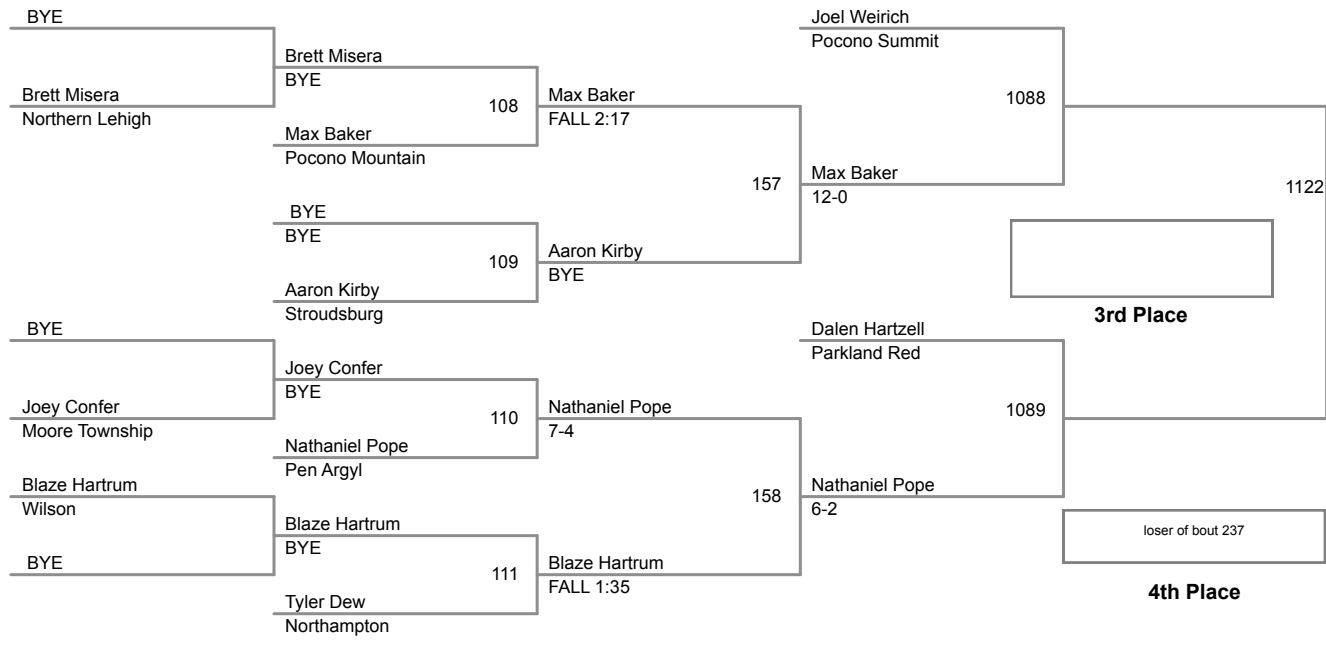 BYE
Brett Misera
Northern Lehigh
Brett Misera
BYE
108
Max Baker
Pocono Mountain
Max Baker
FALL 2:17
BYE
BYE
109
Aaron Kirby
Stroudsburg
Aaron Kirby
BYE
157
Joel Weirich
Pocono Summit
1088
Max Baker
12-0
1122
3rd Place
BYE
Joey Confer
Moore Township
Joey Confer
BYE
110
Nathaniel Pope
Pen Argyl
Nathaniel Pope
7-4
Blaze Hartrum
Wilson
BYE
Blaze Hartrum
BYE
111
Tyler Dew
Northampton
Blaze Hartrum
FALL 1:35
158
Dalen Hartzell
Parkland Red
1089
Nathaniel Pope
6-2
loser of bout 237
4th Place